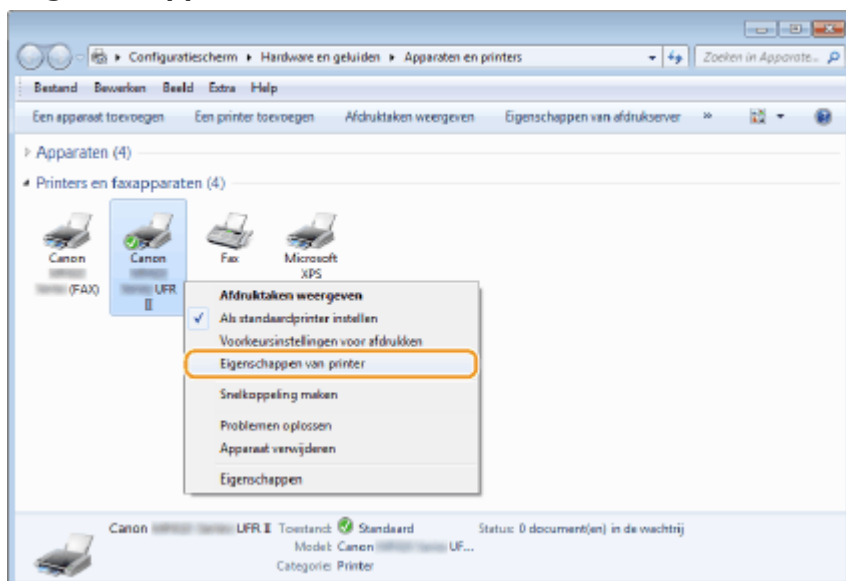 Configuratiescherm ▸ Hardware en geluiden ▸ Apparaten en printers
Zoeken in Apparate...
Bestand Bewerken Beeld Extra Help
Een apparaat toevoegen Een printer toevoegen Afdruktaken weergeven Eigenschappen van afdrukserver »
Apparaten (4)
Printers en faxapparaten (4)
Canon
(FAX)
Canon
UFR
II
Fax
Microsoft
XPS
Afdruktaken weergeven
Als standaardprinter instellen
Voorkeursinstellingen voor afdrukken
Eigenschappen van printer
Snelkoppeling maken
Problemen oplossen
Apparaat verwijderen
Eigenschappen
Canon UFR II Toestand: Standaard Status: 0 document(en) in de wachtrij
Model: Canon UF...
Categorie: Printer